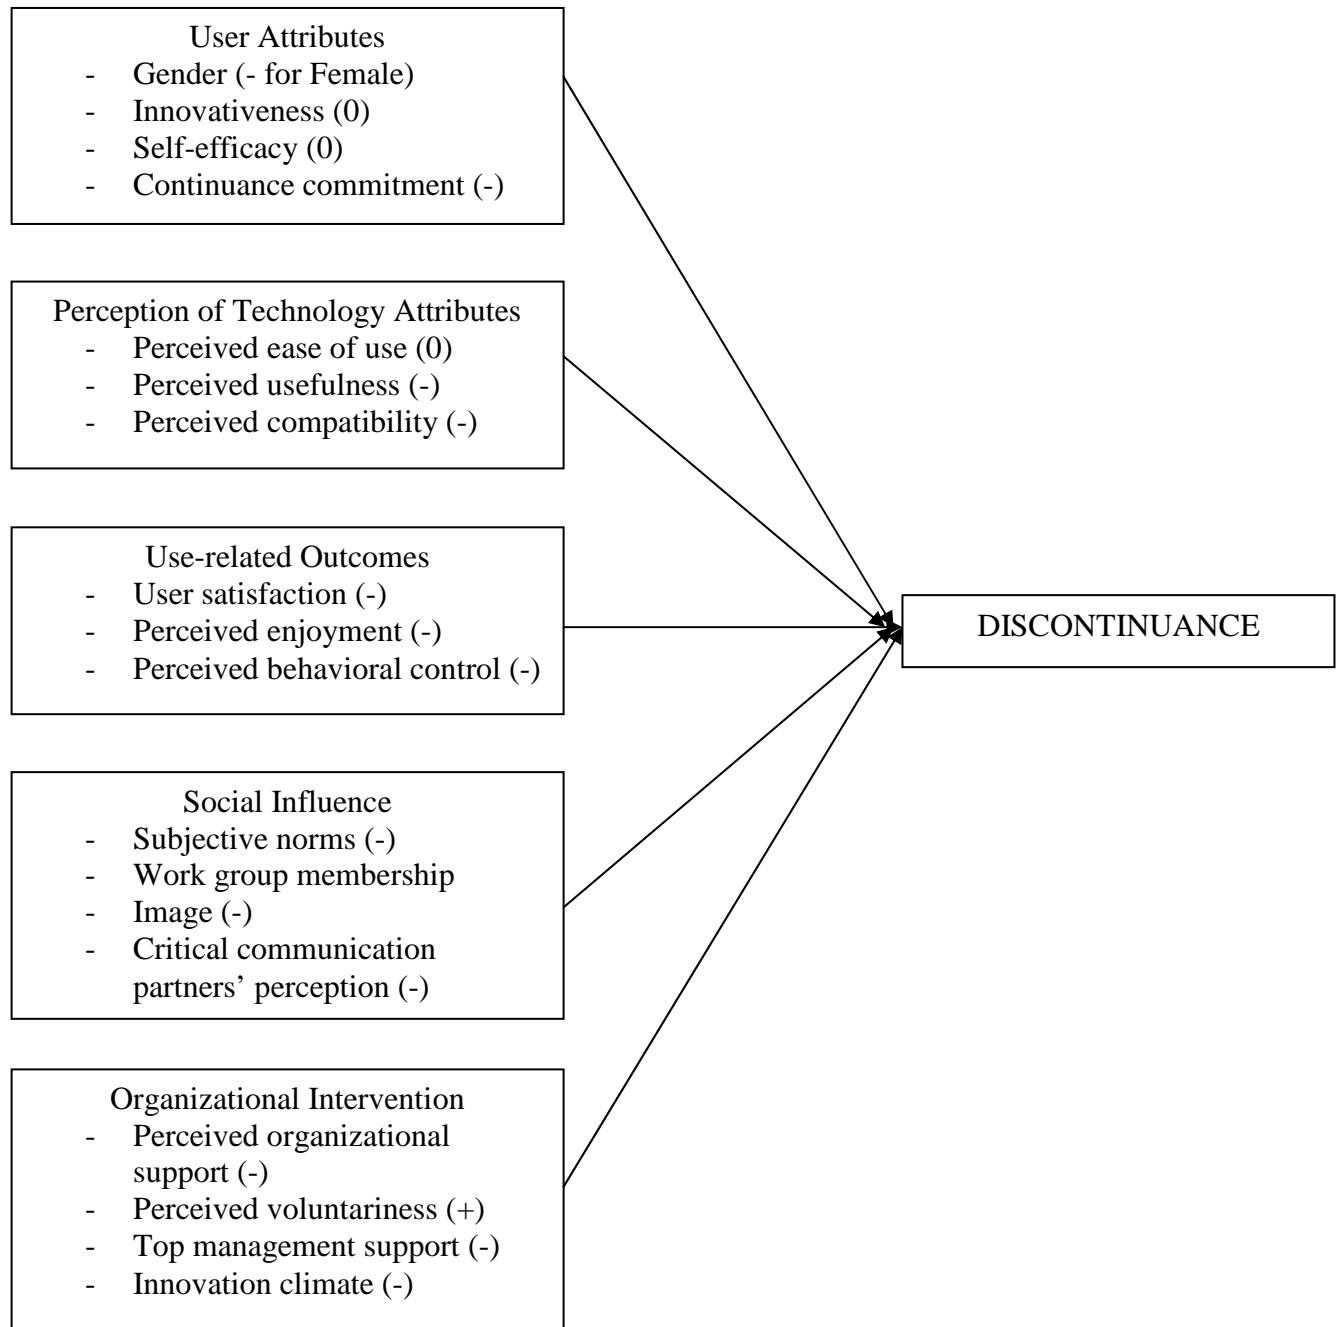 User Attributes
- Gender (- for Female)
- Innovativeness (0)
- Self-efficacy (0)
- Continuance commitment (-)
Perception of Technology Attributes
- Perceived ease of use (0)
- Perceived usefulness (-)
- Perceived compatibility (-)
Use-related Outcomes
- User satisfaction (-)
- Perceived enjoyment (-)
- Perceived behavioral control (-)
DISCONTINUANCE
Social Influence
- Subjective norms (-)
- Work group membership
- Image (-)
- Critical communication
partners’ perception (-)
Organizational Intervention
- Perceived organizational
support (-)
- Perceived voluntariness (+)
- Top management support (-)
- Innovation climate (-)